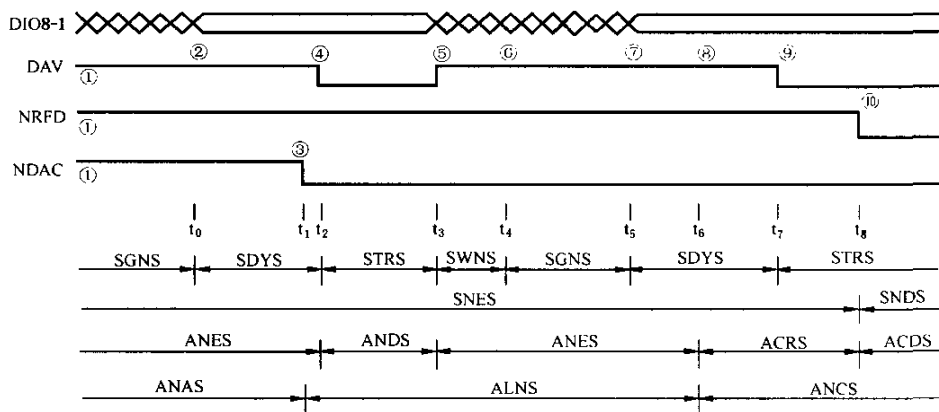 DIO8-1
② ④ ⑤ ⑥ ⑦ ⑧ ⑨
DAV ①
⑩
NRFD ①
③
NDAC ①
t₀ t₁ t₂ t₃ t₄ t₅ t₆ t₇ t₈
SGNS SDYS STRS SWNS SGNS SDYS STRS
SNES SNDS
ANES ANDS ANES ACRS ACDS
ANAS ALNS ANCS